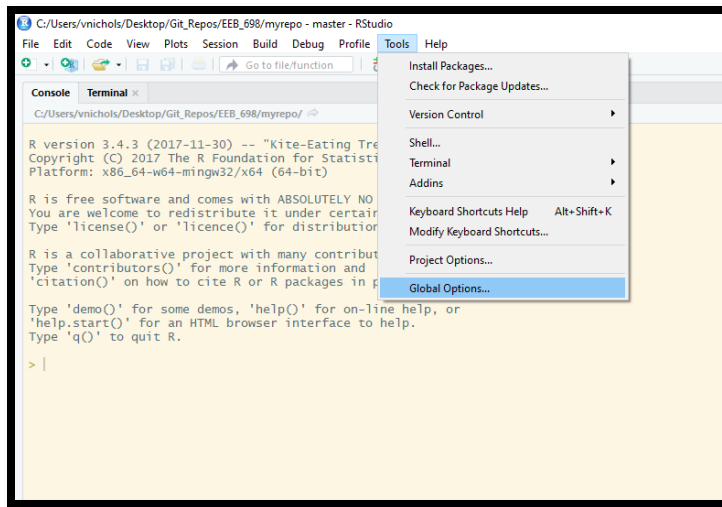 C:/Users/vnichols/Desktop/Git_Repos/EEB_698/myrepo - master - RStudio
File Edit Code View Plots Session Build Debug Profile Tools Help
Go to file/function
Install Packages...
Check for Package Updates...
Version Control
Shell...
Terminal
Addins
Keyboard Shortcuts Help Alt+Shift+K
Modify Keyboard Shortcuts...
Project Options...
Global Options...
Console Terminal ×
C:/Users/vnichols/Desktop/Git_Repos/EEB_698/myrepo/
R version 3.4.3 (2017-11-30) -- "Kite-Eating Tre
Copyright (C) 2017 The R Foundation for Statisti
Platform: x86_64-w64-mingw32/x64 (64-bit)
R is free software and comes with ABSOLUTELY NO
You are welcome to redistribute it under certain
Type 'license()' or 'licence()' for distribution
R is a collaborative project with many contribut
Type 'contributors()' for more information and
'citation()' on how to cite R or R packages in p
Type 'demo()' for some demos, 'help()' for on-line help, or
'help.start()' for an HTML browser interface to help.
Type 'q()' to quit R.
>